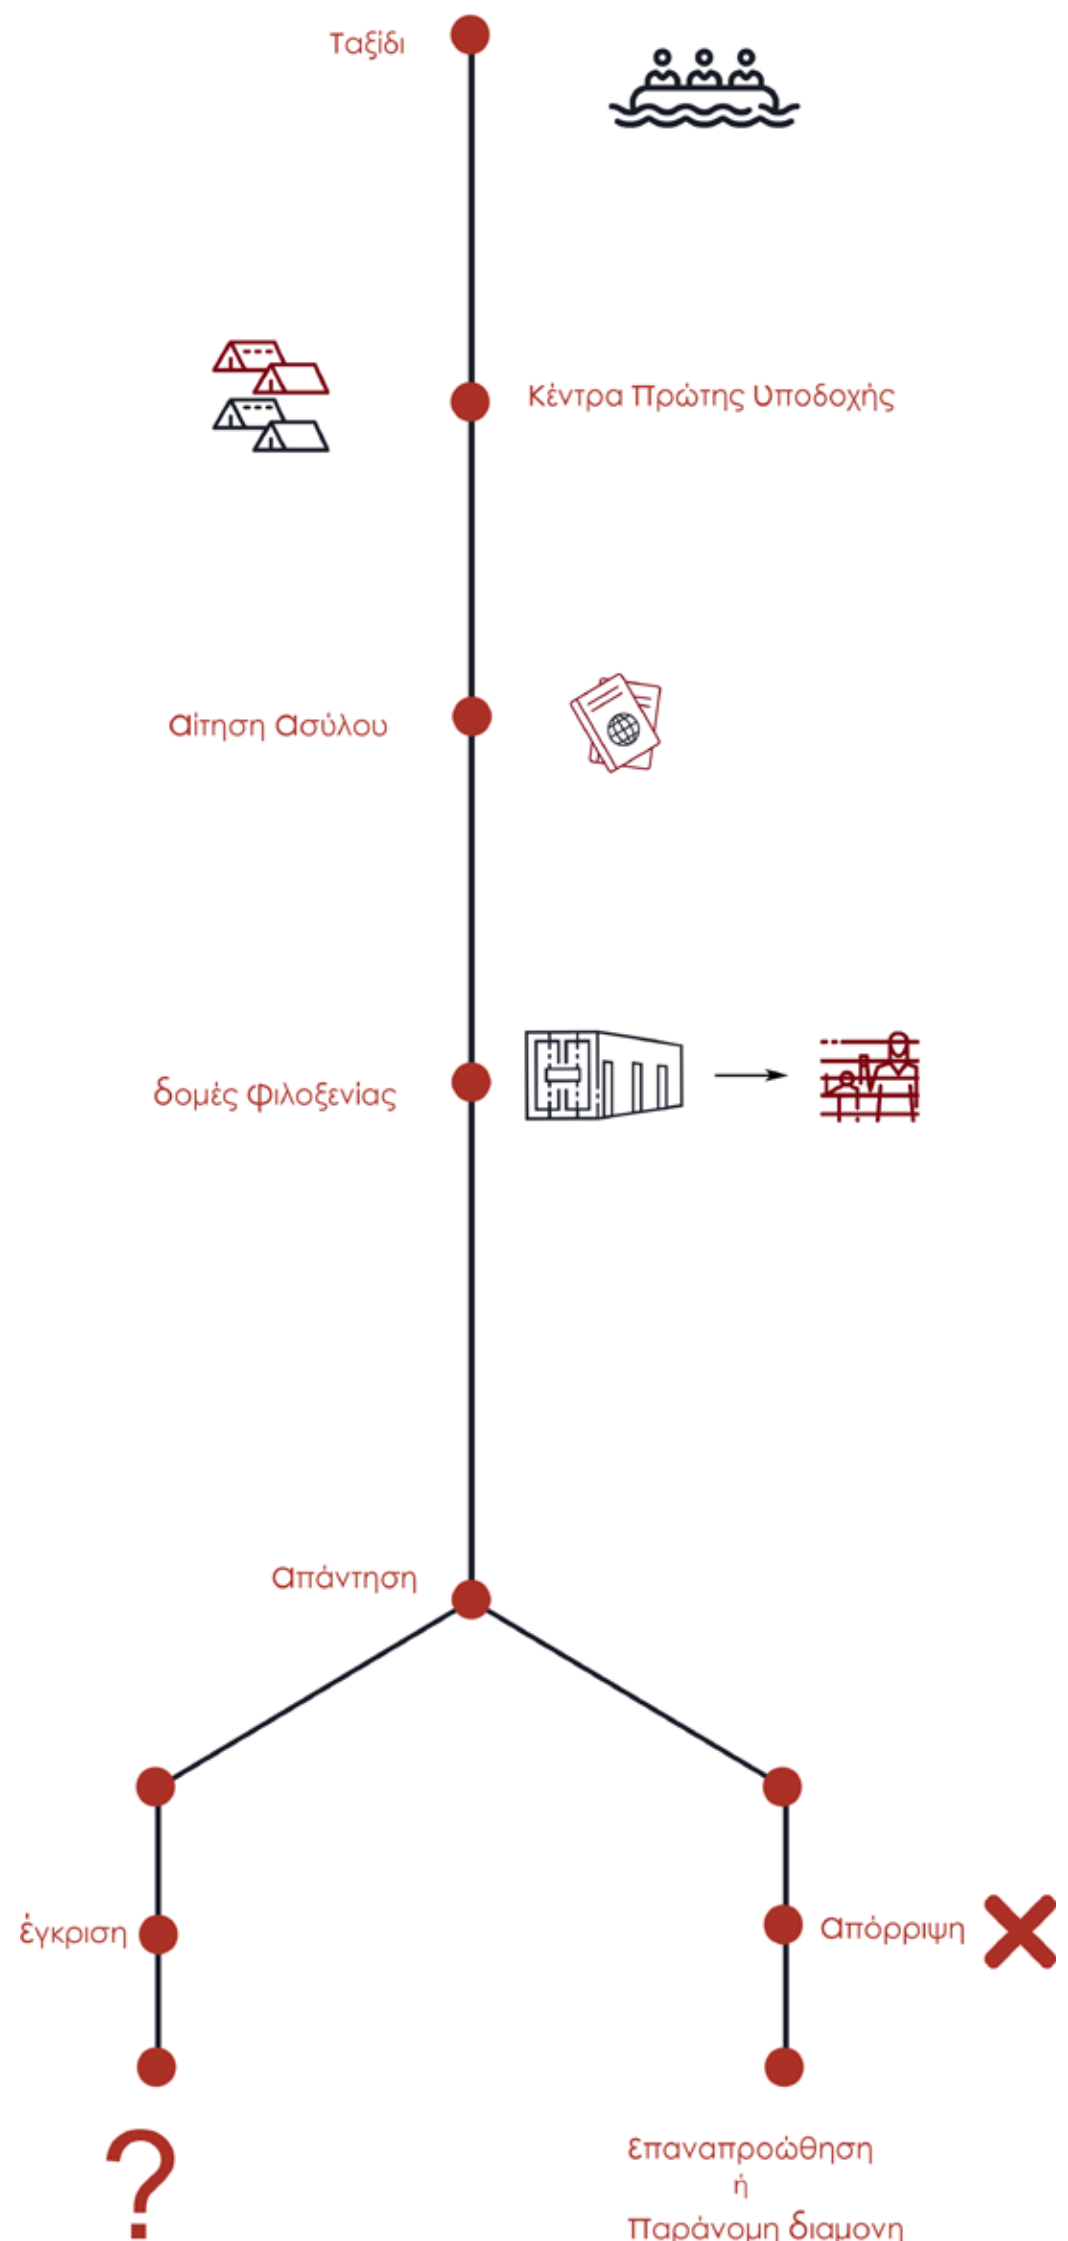 Ταξίδι
Κέντρα Πρώτης Υποδοχής
αίτηση ασύλου
δομές φιλοξενίας
απάντηση
έγκριση
απόρριψη
?
επαναπροώθηση
ή
παράνομη διαμονη